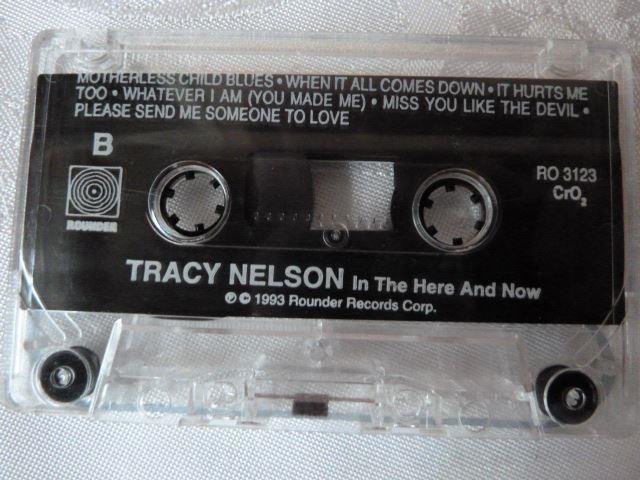 MOTHERLESS CHILD BLUES • WHEN IT ALL COMES DOWN • IT HURTS ME
TOO • WHATEVER I AM (YOU MADE ME) • MISS YOU LIKE THE DEVIL •
PLEASE SEND ME SOMEONE TO LOVE
B
RO 3123
CrO₂
ROUNDER
TRACY NELSON In The Here And Now
℗ © 1993 Rounder Records Corp.